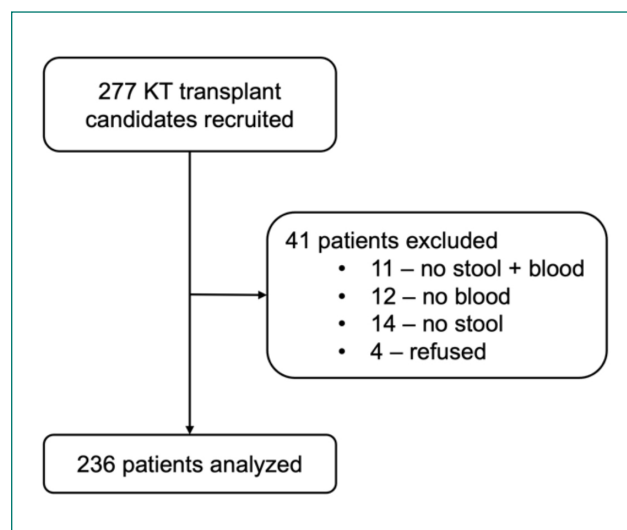 277 KT transplant
candidates recruited
41 patients excluded
• 11 – no stool + blood
• 12 – no blood
• 14 – no stool
• 4 – refused
236 patients analyzed